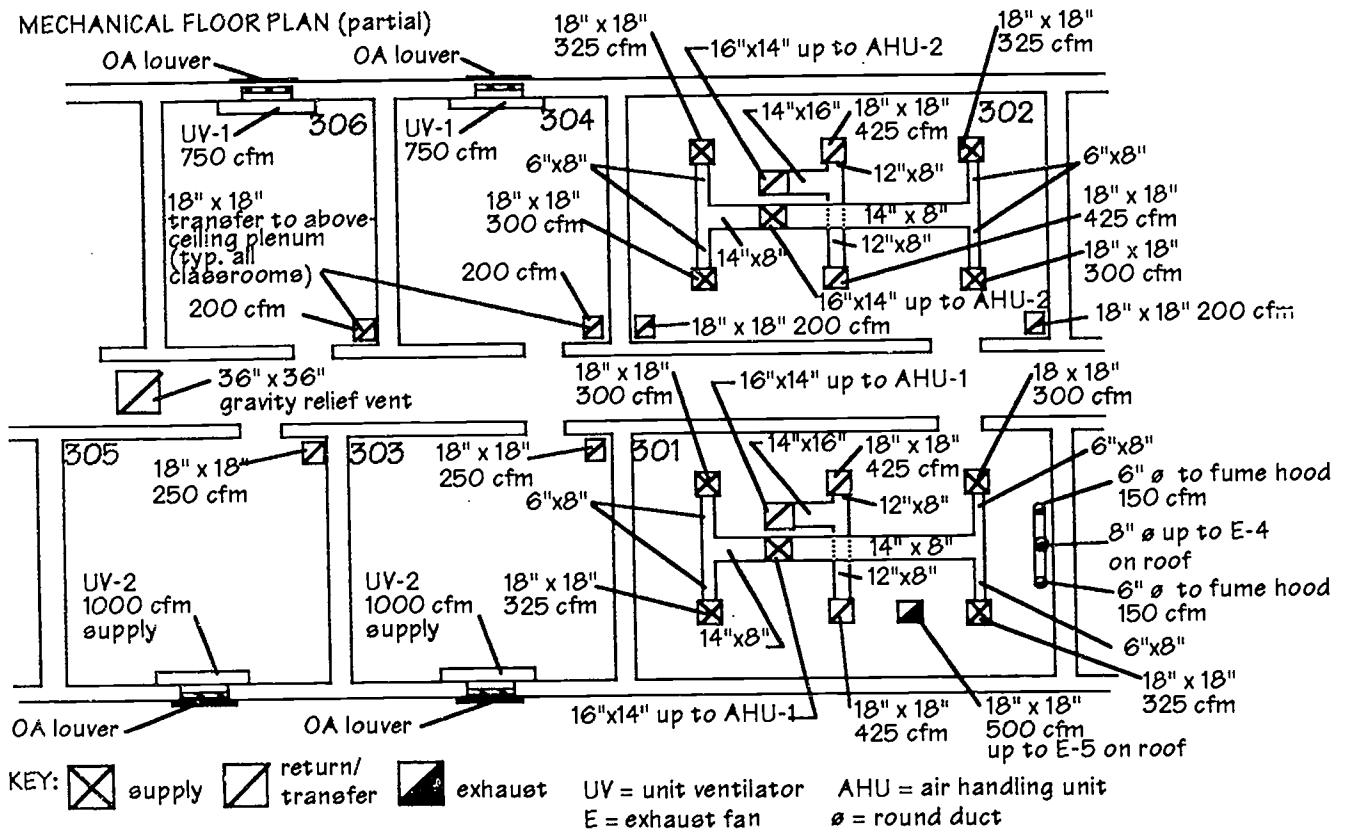 MECHANICAL FLOOR PLAN (partial)
OA louver
OA louver
18" x 18"
325 cfm
16"x14" up to AHU-2
18" x 18"
325 cfm
306
UV-1
750 cfm
304
UV-1
750 cfm
14"x16"
18" x 18"
425 cfm
302
6"x8"
12"x8"
6"x8"
18" x 18"
transfer to above-
ceiling plenum
(typ. all
classrooms)
18" x 18"
300 cfm
18" x 18"
425 cfm
14" x 8"
14"x8"
12"x8"
18" x 18"
300 cfm
200 cfm
200 cfm
16"x14" up to AHU-2
18" x 18" 200 cfm
18" x 18" 200 cfm
36" x 36"
gravity relief vent
18" x 18"
300 cfm
16"x14" up to AHU-1
18 x 18"
300 cfm
305
18" x 18"
250 cfm
303
18" x 18"
250 cfm
301
14"x16"
18" x 18"
425 cfm
6"x8"
6" ø to fume hood
150 cfm
6"x8"
12"x8"
14" x 8"
8" ø up to E-4
on roof
UV-2
1000 cfm
supply
UV-2
1000 cfm
supply
18" x 18"
325 cfm
12"x8"
6" ø to fume hood
150 cfm
14"x8"
6"x8"
18" x 18"
325 cfm
OA louver
OA louver
16"x14" up to AHU-1
18" x 18"
425 cfm
18" x 18"
500 cfm
up to E-5 on roof
KEY:
supply
return/
transfer
exhaust
UV = unit ventilator
AHU = air handling unit
E = exhaust fan
ø = round duct